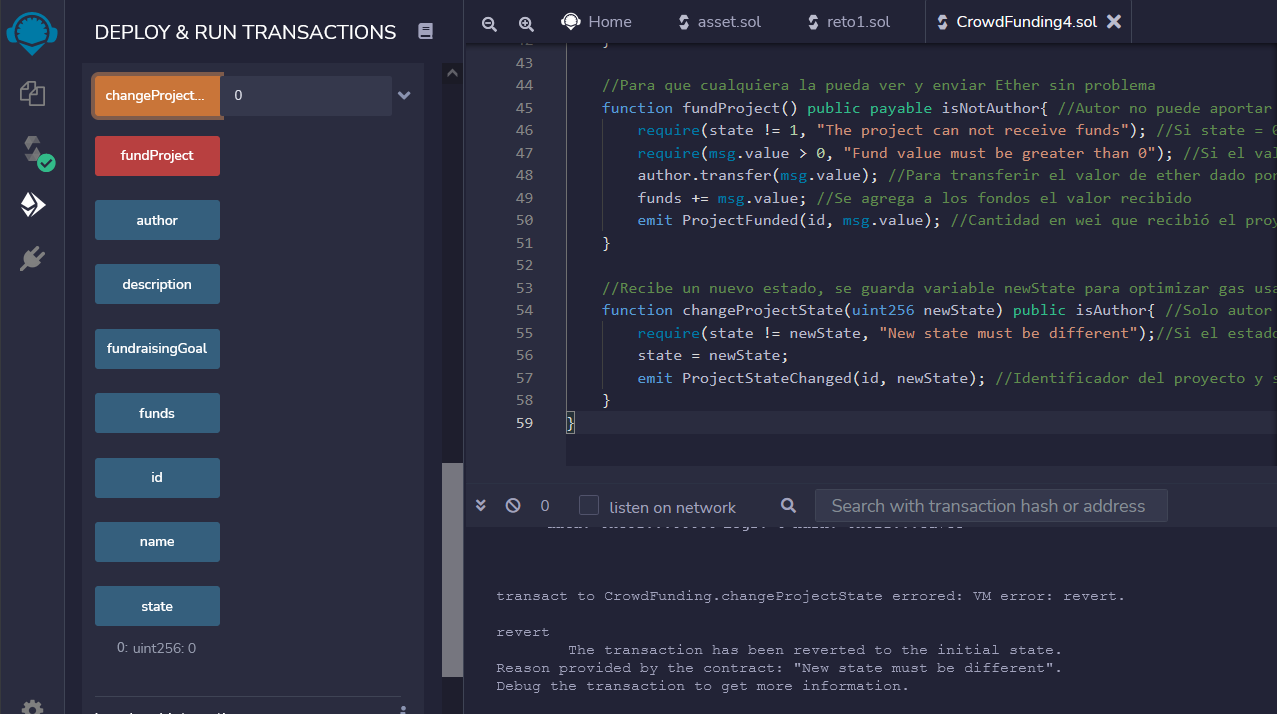 DEPLOY & RUN TRANSACTIONS
changeProject...
0
fundProject
author
description
fundraisingGoal
funds
id
name
state
0: uint256: 0
Home
asset.sol
reto1.sol
CrowdFunding4.sol
43
44 //Para que cualquiera la pueda ver y enviar Ether sin problema
45 function fundProject() public payable isNotAuthor{ //Autor no puede aportar
46 require(state != 1, "The project can not receive funds"); //Si state = 0
47 require(msg.value > 0, "Fund value must be greater than 0"); //Si el val
48 author.transfer(msg.value); //Para transferir el valor de ether dado por
49 funds += msg.value; //Se agrega a los fondos el valor recibido
50 emit ProjectFunded(id, msg.value); //Cantidad en wei que recibió el proy
51 }
52
53 //Recibe un nuevo estado, se guarda variable newState para optimizar gas usa
54 function changeProjectState(uint256 newState) public isAuthor{ //Solo autor
55 require(state != newState, "New state must be different");//Si el estado
56 state = newState;
57 emit ProjectStateChanged(id, newState); //Identificador del proyecto y s
58 }
59 }
0
listen on network
Search with transaction hash or address
transact to CrowdFunding.changeProjectState errored: VM error: revert.
revert
The transaction has been reverted to the initial state.
Reason provided by the contract: "New state must be different".
Debug the transaction to get more information.